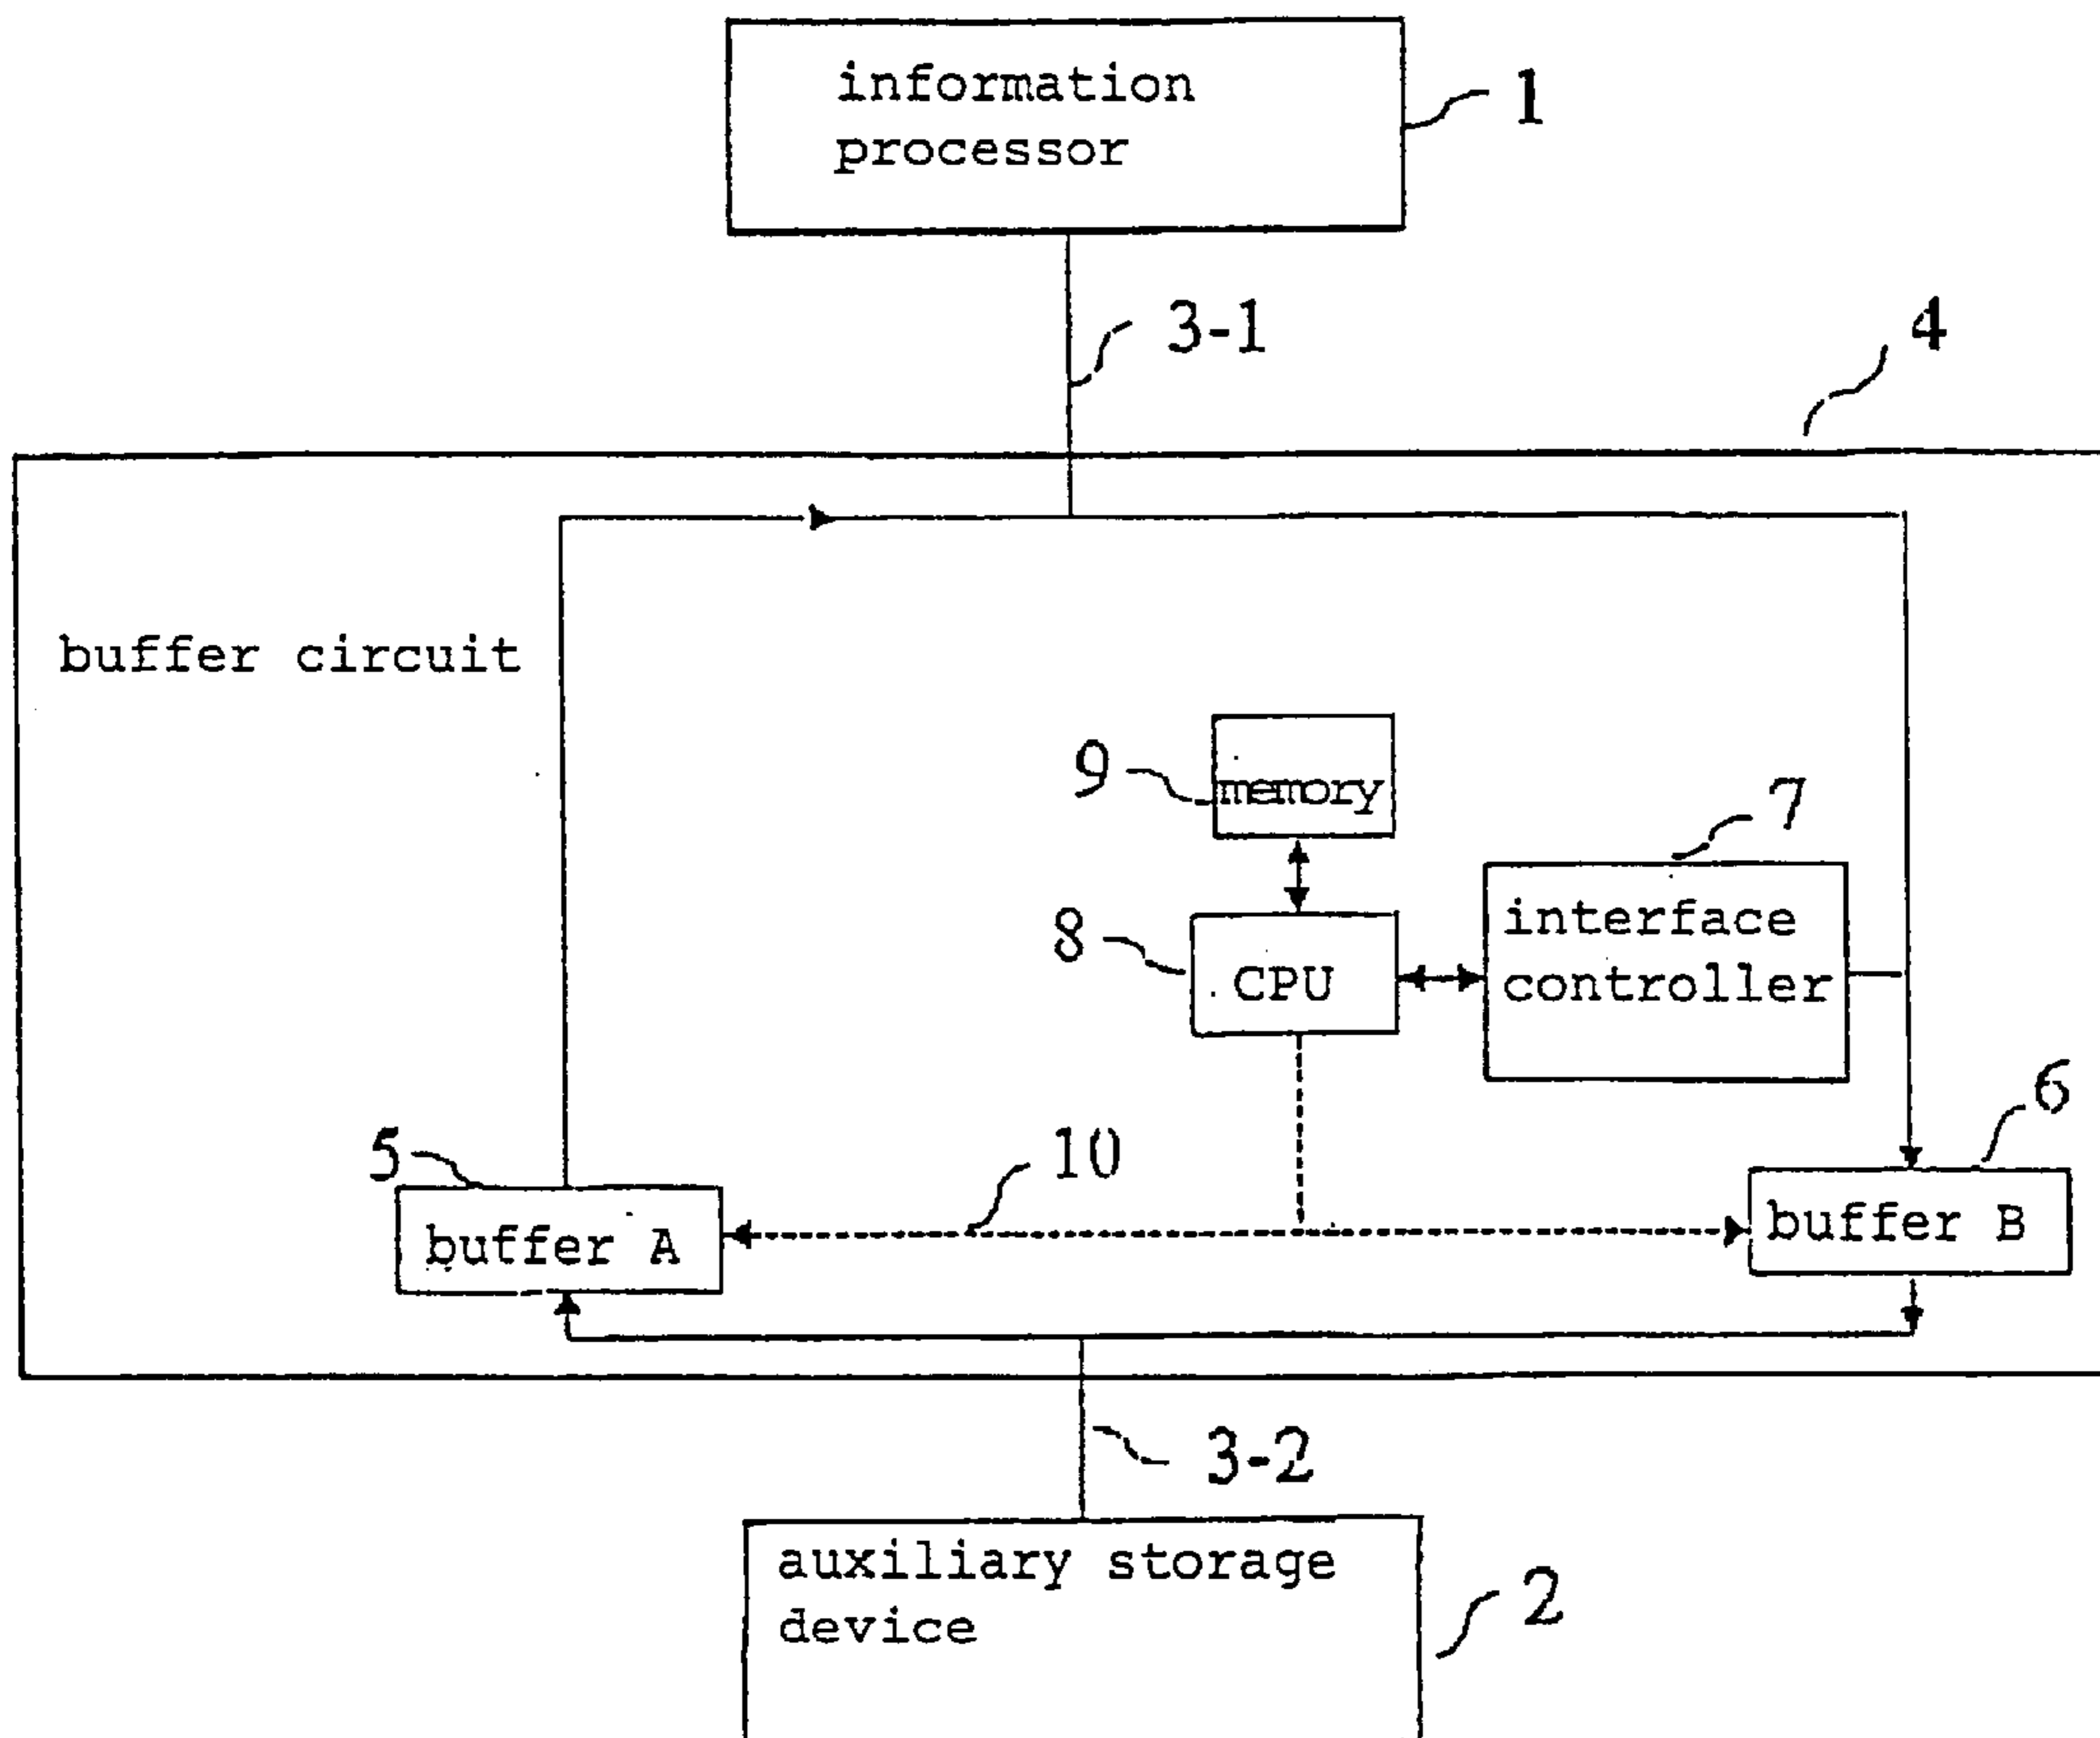 information
processor
1
3-1
4
buffer circuit
9
memory
7
8
CPU
interface
controller
6
5
10
buffer A
buffer B
3-2
auxiliary storage
device
2